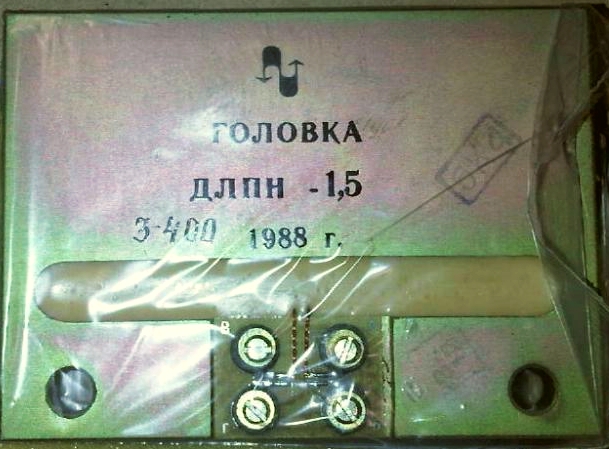 ГОЛОВКА
ДЛПН -1,5
3-400 1988 г.
В
Г